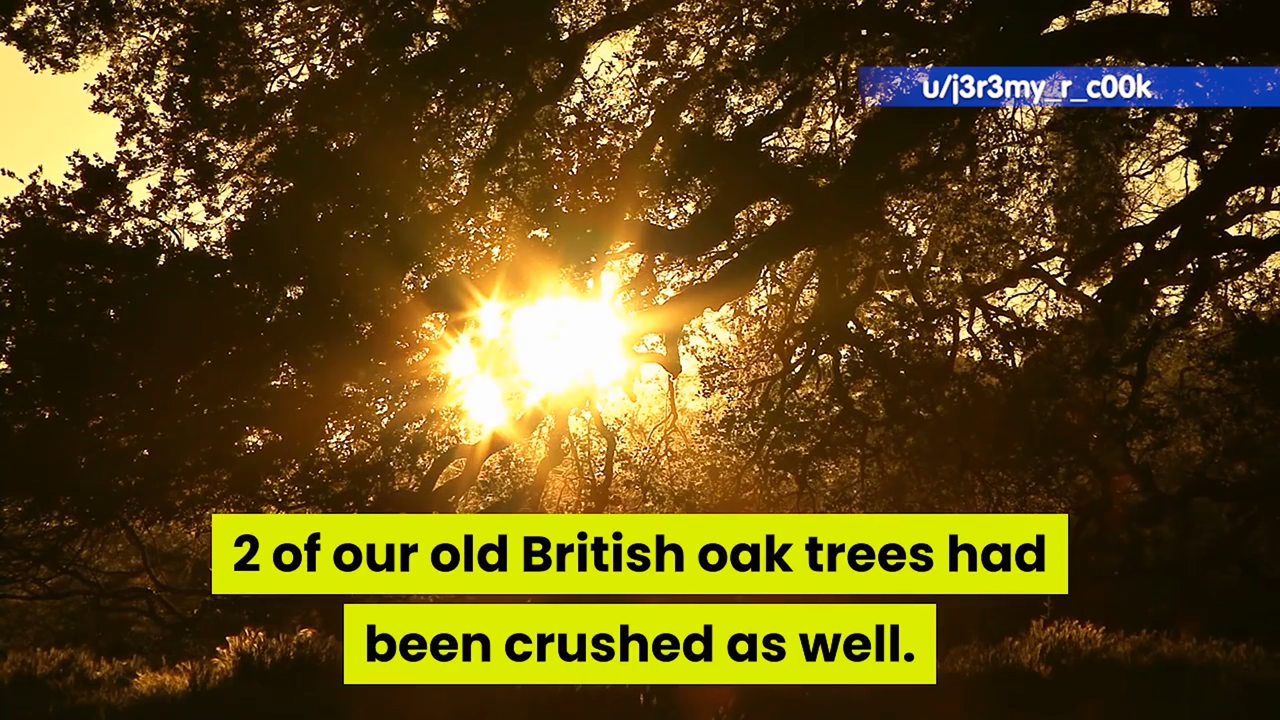 u/j3r3my_r_c00k
2 of our old British oak trees had
been crushed as well.